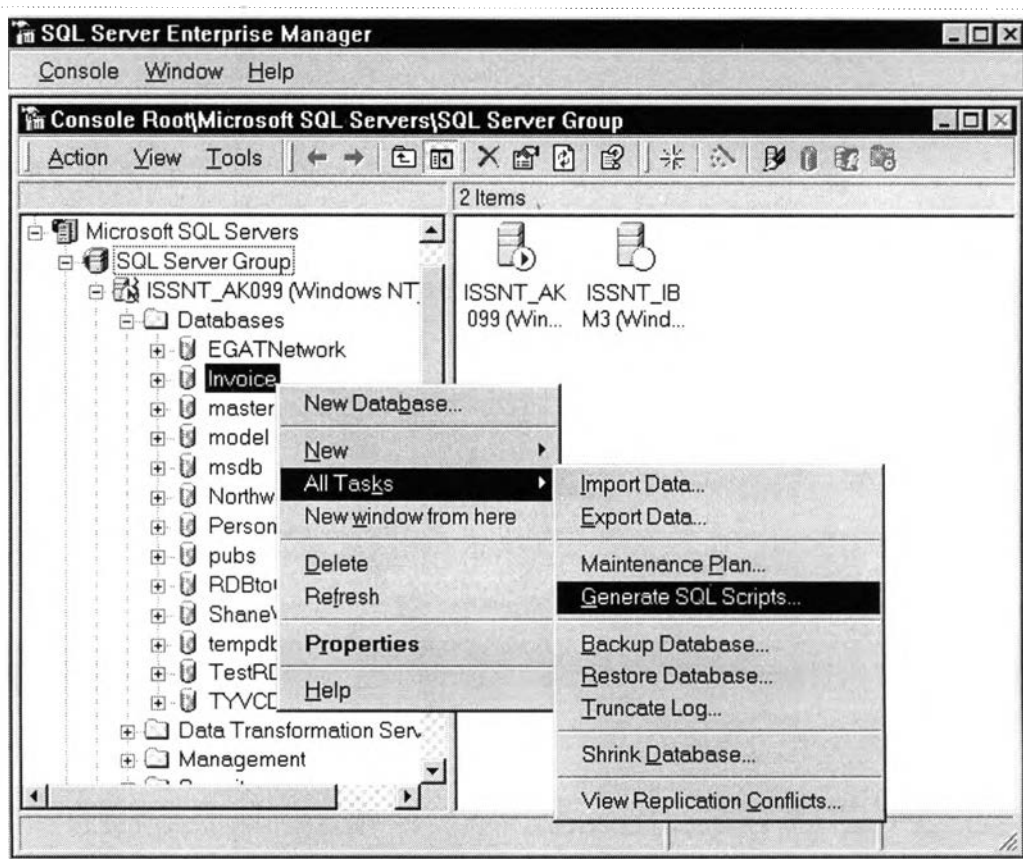 SQL Server Enterprise Manager
Console Window Help
Console Root\Microsoft SQL Servers\SQL Server Group
Action View Tools
2 Items
Microsoft SQL Servers
SQL Server Group
ISSNT_AK099 (Windows NT
Databases
EGATNetwork
Invoice
master
model
msdb
Northw
Person
pubs
RDBto
Shane
tempdb
TestRD
TYVCD
Data Transformation Serv
Management
ISSNT_AK
099 (Win...
ISSNT_IB
M3 (Wind...
New Database...
New
All Tasks
New window from here
Delete
Refresh
Properties
Help
Import Data...
Export Data...
Maintenance Plan...
Generate SQL Scripts...
Backup Database...
Restore Database...
Truncate Log...
Shrink Database...
View Replication Conflicts...